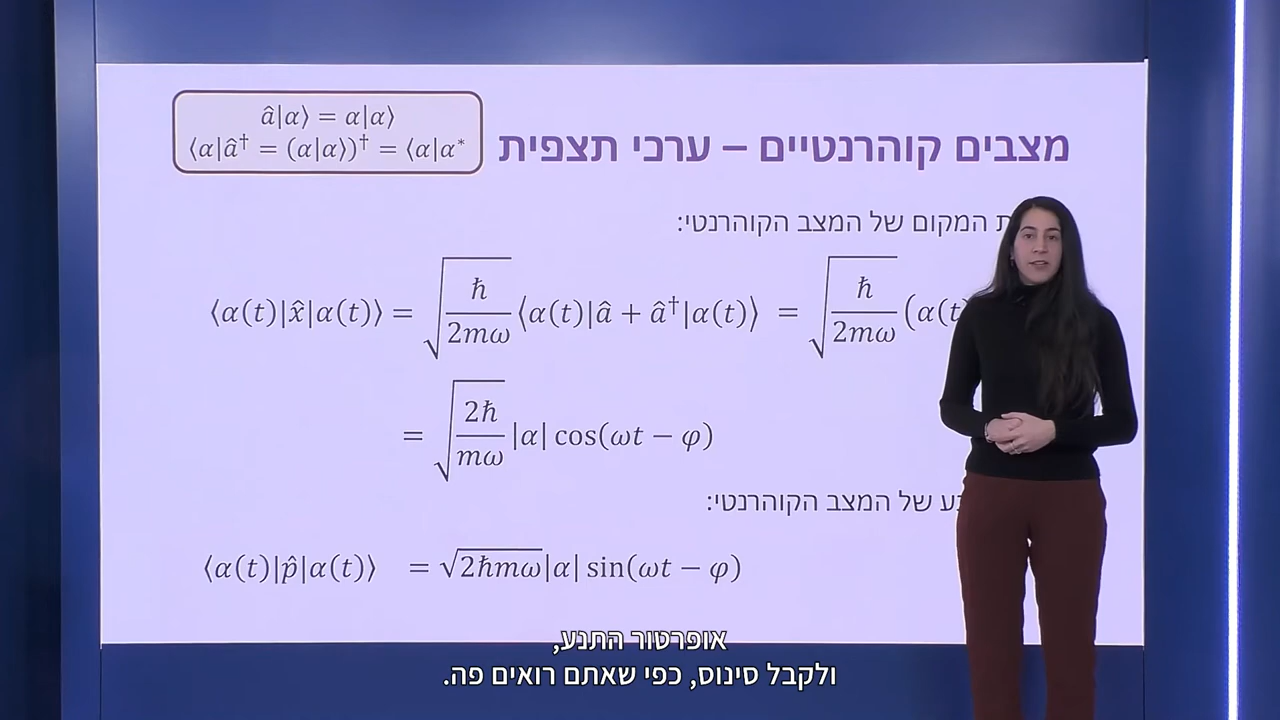 מצבים קוהרנטיים – ערכי תצפית
â|α⟩ = α|α⟩
⟨α|â† = (α|α⟩)† = ⟨α|α*
המקום של המצב הקוהרנטי:
⟨α(t)|x̂|α(t)⟩ = √(ħ/2mω) ⟨α(t)|â + â†|α(t)⟩ = √(ħ/2mω) (α(t)
= √(2ħ/mω) |α| cos(ωt − φ)
של המצב הקוהרנטי:
⟨α(t)|p̂|α(t)⟩ = √2ħmω|α| sin(ωt − φ)
אופרטור התנע,
ולקבל סינוס, כפי שאתם רואים פה.